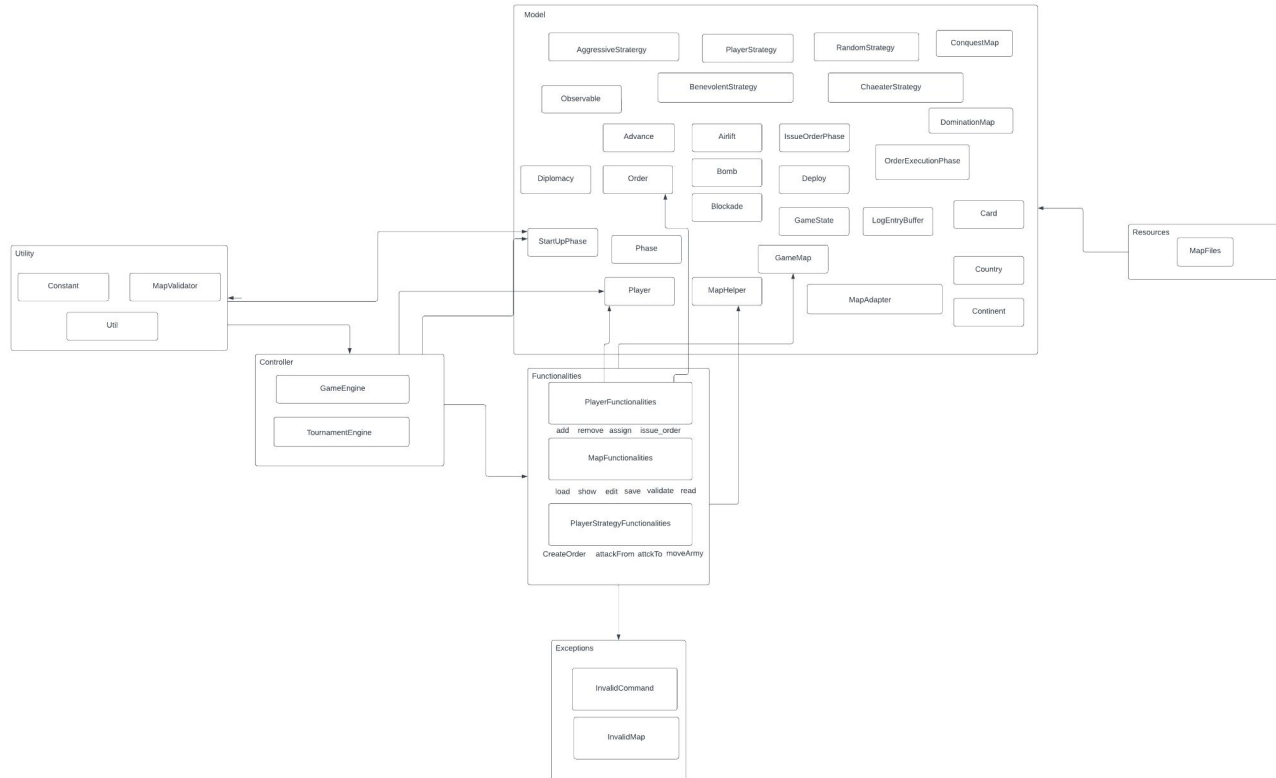 Model
AggressiveStratergy
PlayerStrategy
RandomStrategy
ConquestMap
BenevolentStrategy
ChaeaterStrategy
Observable
DominationMap
Advance
Airlift
IssueOrderPhase
OrderExecutionPhase
Diplomacy
Order
Bomb
Deploy
Blockade
GameState
LogEntryBuffer
Card
StartUpPhase
Phase
GameMap
Country
Player
MapHelper
MapAdapter
Continent
Resources
MapFiles
Utility
Constant
MapValidator
Util
Controller
GameEngine
TournamentEngine
Functionalities
PlayerFunctionalities
add remove assign issue_order
MapFunctionalities
load show edit save validate read
PlayerStrategyFunctionalities
CreateOrder attackFrom attckTo moveArmy
Exceptions
InvalidCommand
InvalidMap